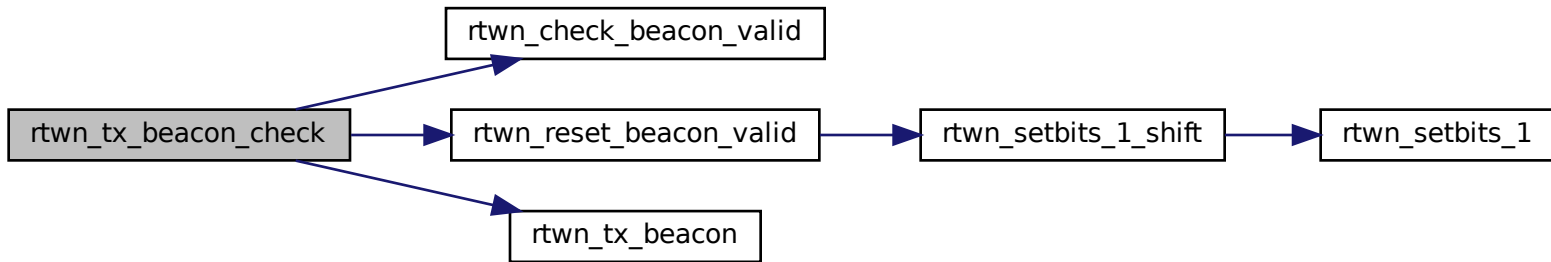 rtwn_check_beacon_valid
rtwn_tx_beacon_check
rtwn_reset_beacon_valid
rtwn_setbits_1_shift
rtwn_setbits_1
rtwn_tx_beacon